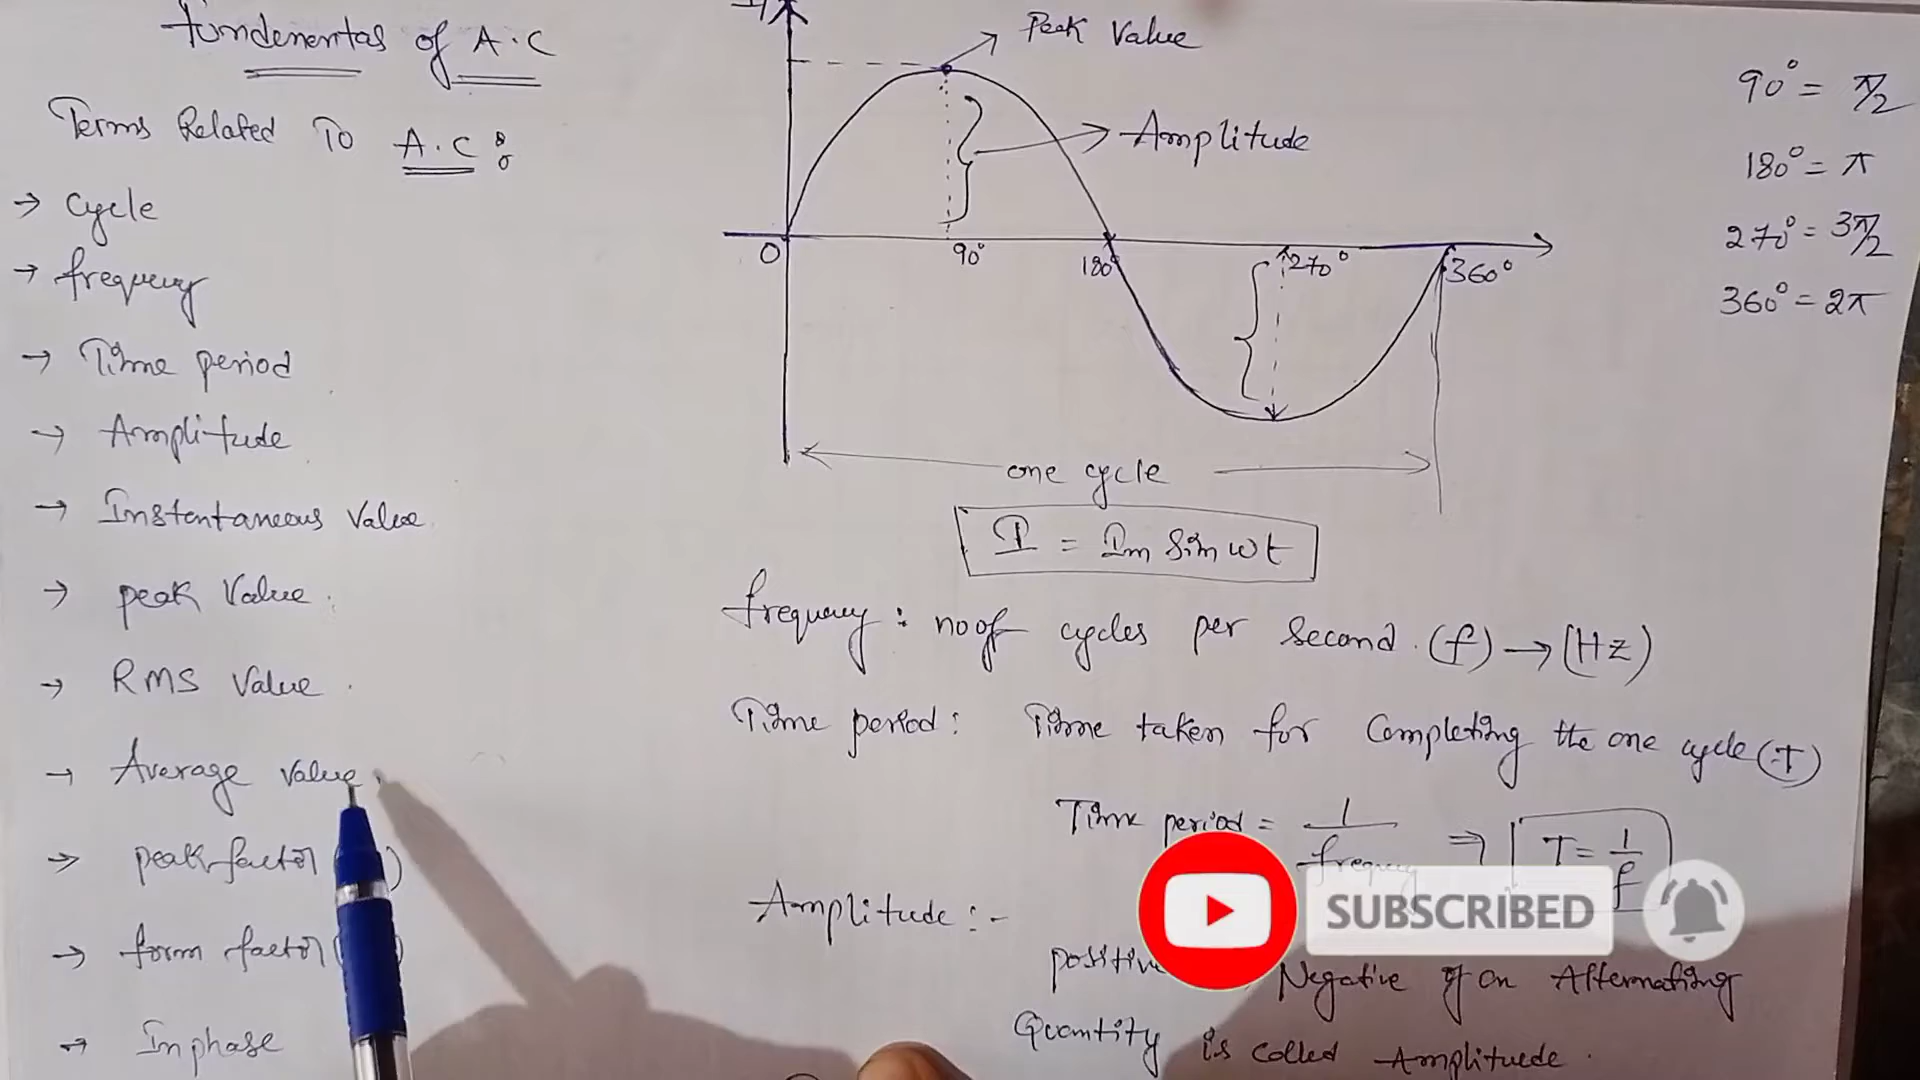 Fundementas of A.C
Terms Related To A.C:
→ Cycle
→ frequency
→ Time period
→ Amplitude
→ Instentaneous Value
→ peak Value
→ RMS Value
→ Average Value
→ peak factor ( )
→ form factor ( )
→ Inphase
Peak Value
Amplitude
0
90°
180°
270°
360°
one cycle
90° = π/2
180° = π
270° = 3π/2
360° = 2π
I = Im Sin ωt
frequency: no of cycles per second. (f) → (Hz)
Time period: Time taken for Completing the one cycle (T)
Time period = 1/frequency ⇒ T = 1/f
Amplitude :-
positive Negative of an Alternating
Quantity is called Amplitude.
SUBSCRIBED